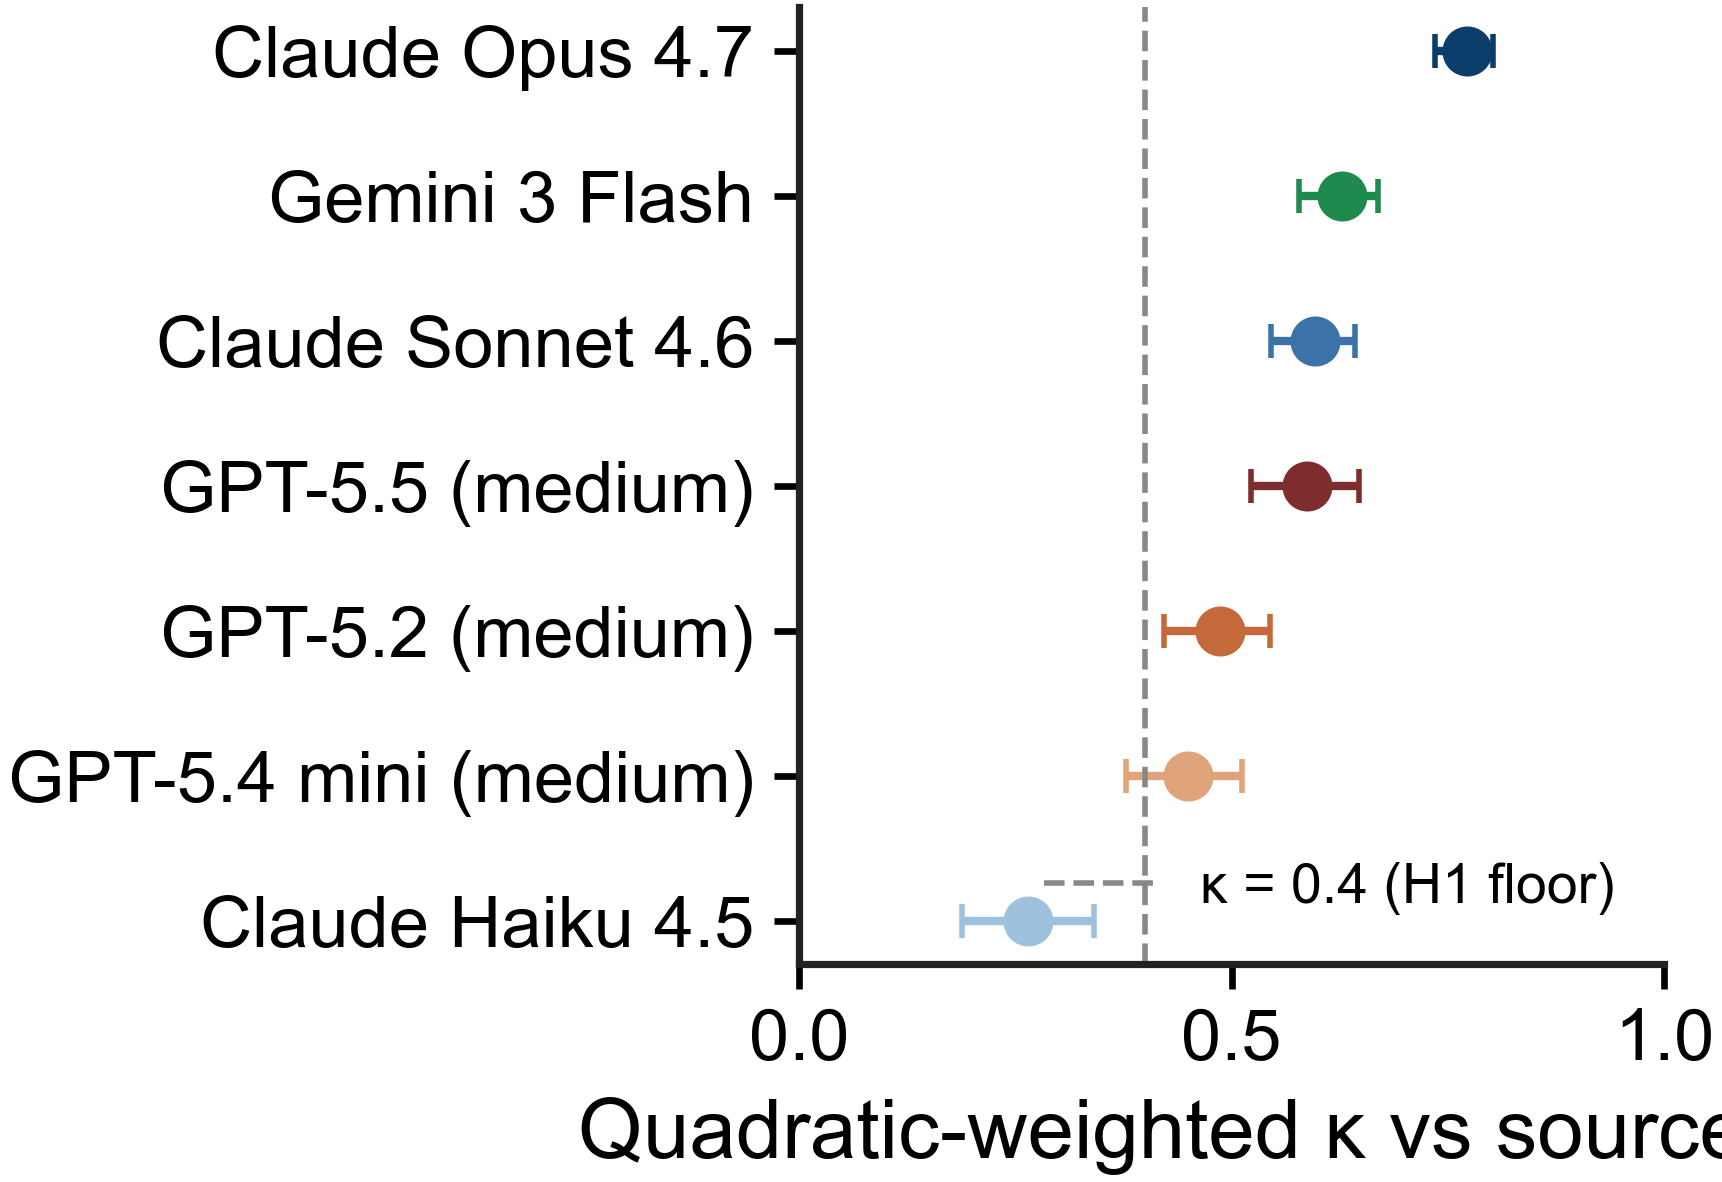 Claude Opus 4.7
Gemini 3 Flash
Claude Sonnet 4.6
GPT-5.5 (medium)
GPT-5.2 (medium)
GPT-5.4 mini (medium)
κ = 0.4 (H1 floor)
Claude Haiku 4.5
0.0 0.5 1.0
Quadratic-weighted κ vs source